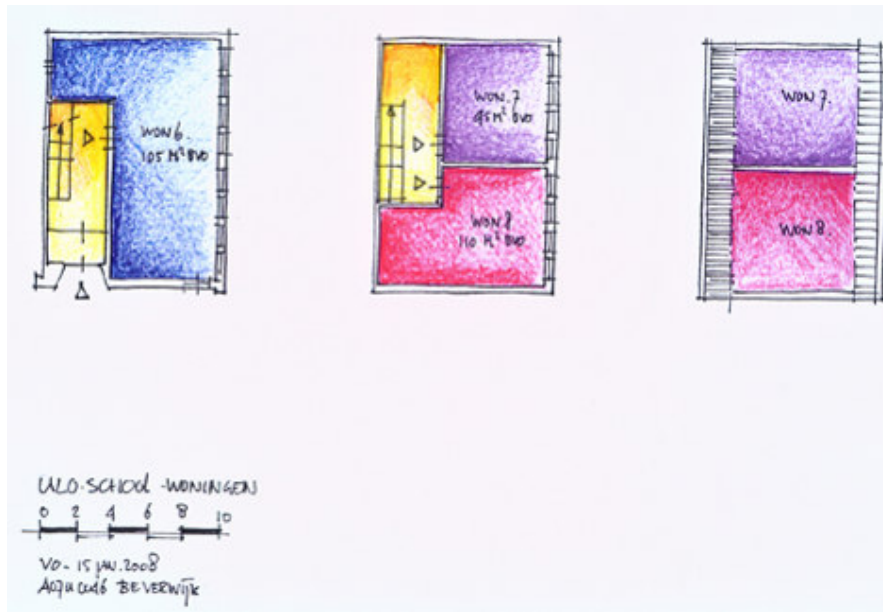 WON 6.
105 M² BVO
WON. 7
95 M² BVO
WON 8
110 M² BVO
WON 7.
WON 8.
ULO-SCHOOL-WONINGEN
0 2 4 6 8 10
VO - 15 JAN. 2008
BEVERWIJK